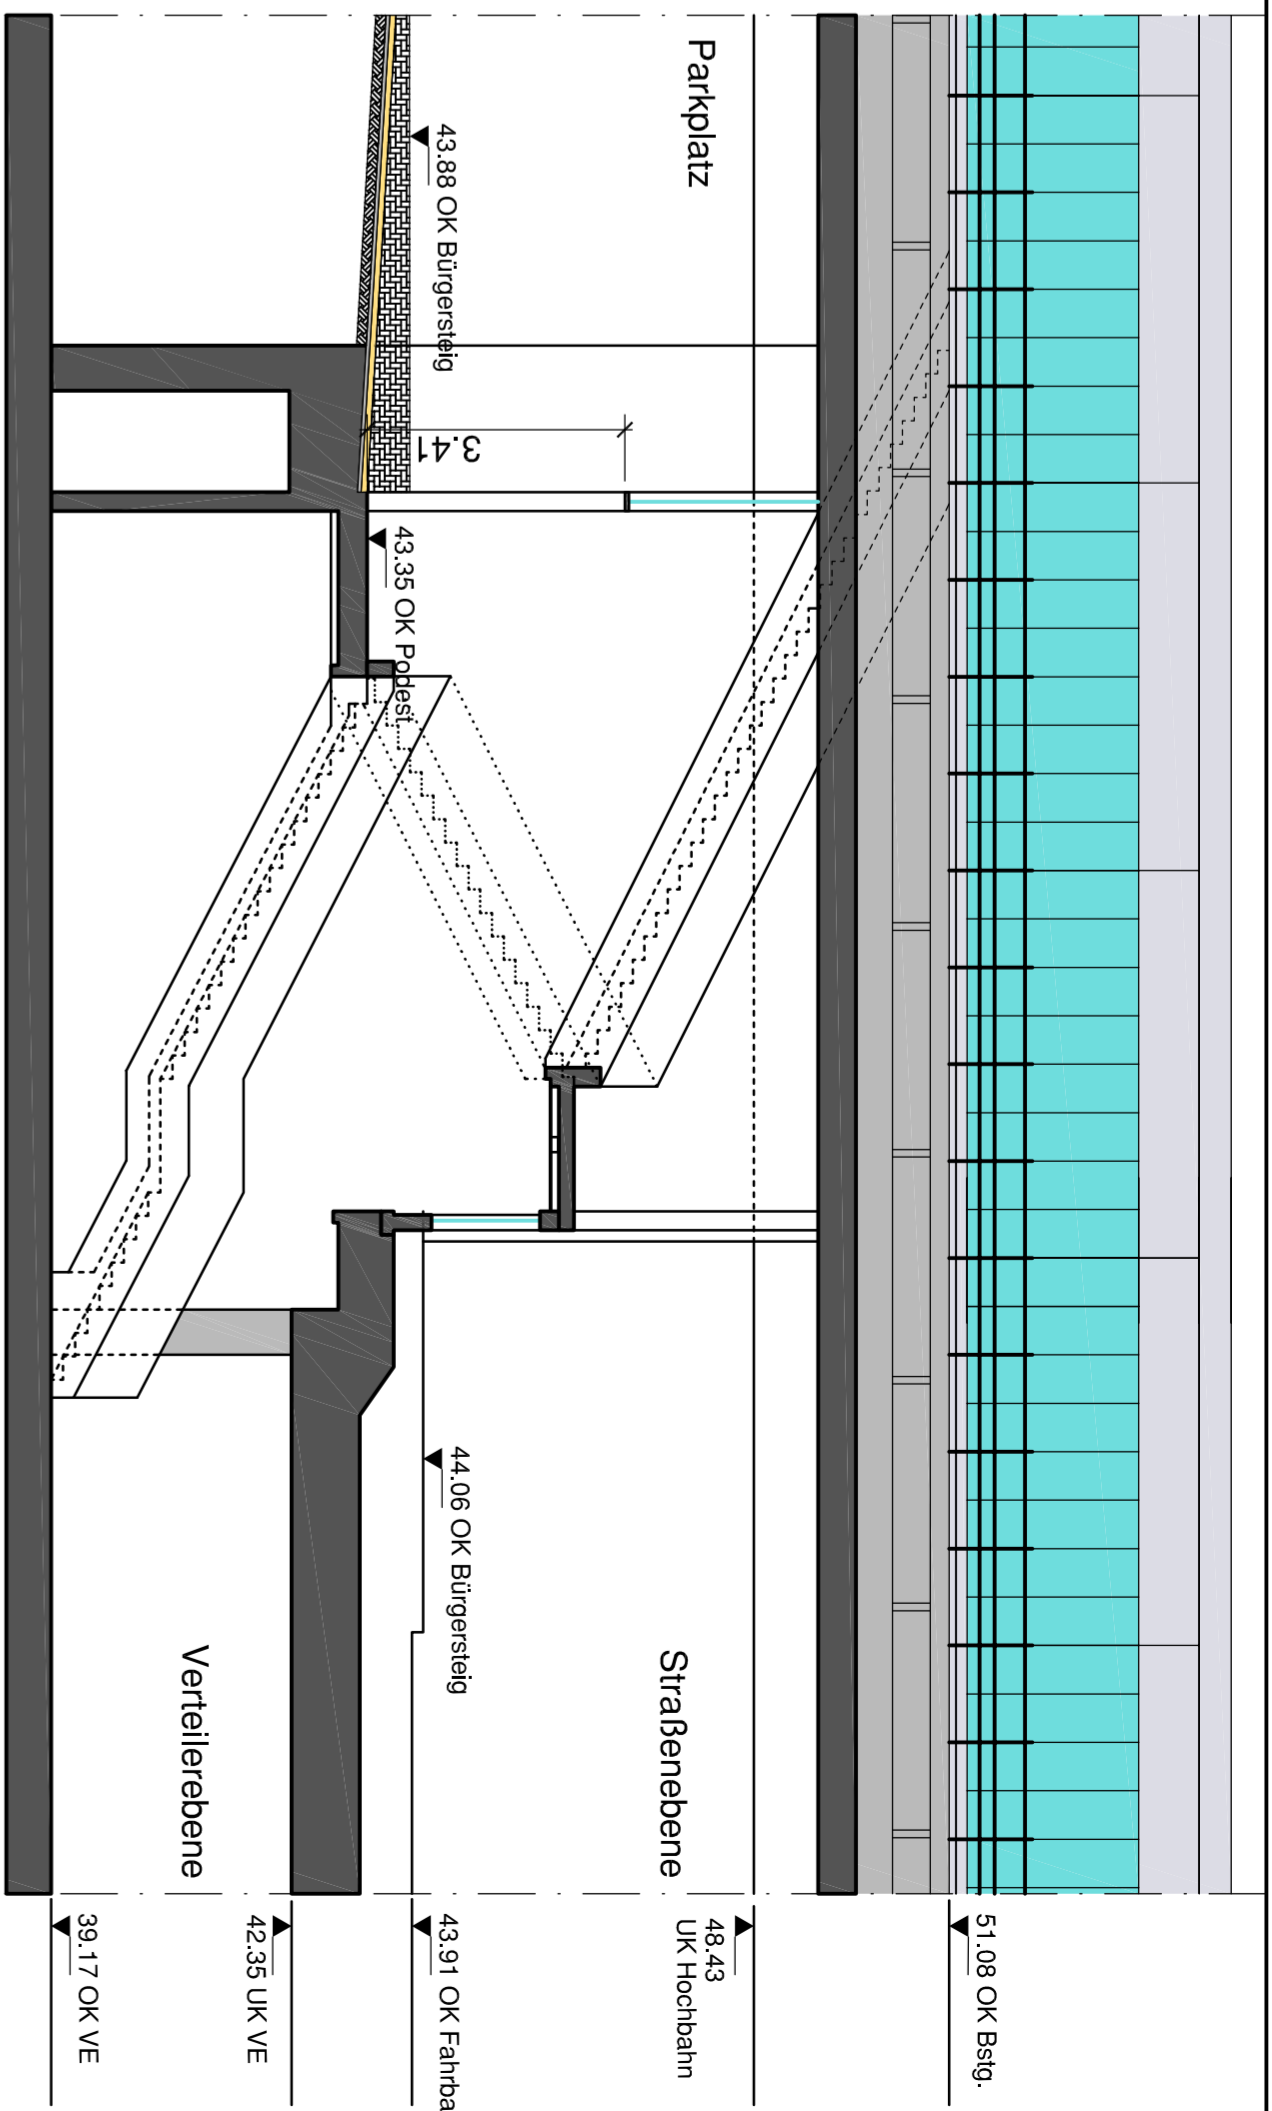 Parkplatz
43.88 OK Bürgersteig
3.41
43.35 OK Podest
44.06 OK Bürgersteig
Straßenebene
Verteilerebene
51.08 OK Bstg.
48.43
UK Hochbahn
43.91 OK Fahrba
42.35 UK VE
39.17 OK VE